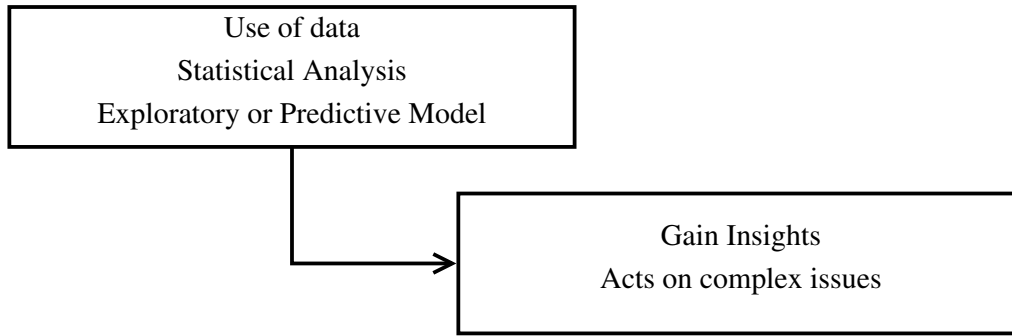 Use of data
Statistical Analysis
Exploratory or Predictive Model
Gain Insights
Acts on complex issues